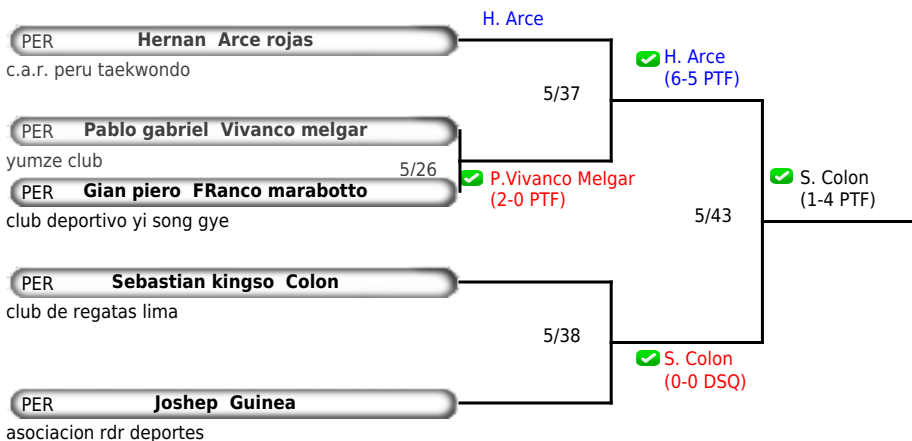 H. Arce
PER Hernan Arce rojas
c.a.r. peru taekwondo
H. Arce
(6-5 PTF)
5/37
PER Pablo gabriel Vivanco melgar
yumze club
5/26
P.Vivanco Melgar
(2-0 PTF)
PER Gian piero FRanco marabotto
club deportivo yi song gye
S. Colon
(1-4 PTF)
5/43
PER Sebastian kingso Colon
club de regatas lima
5/38
S. Colon
(0-0 DSQ)
PER Joshep Guinea
asociacion rdr deportes